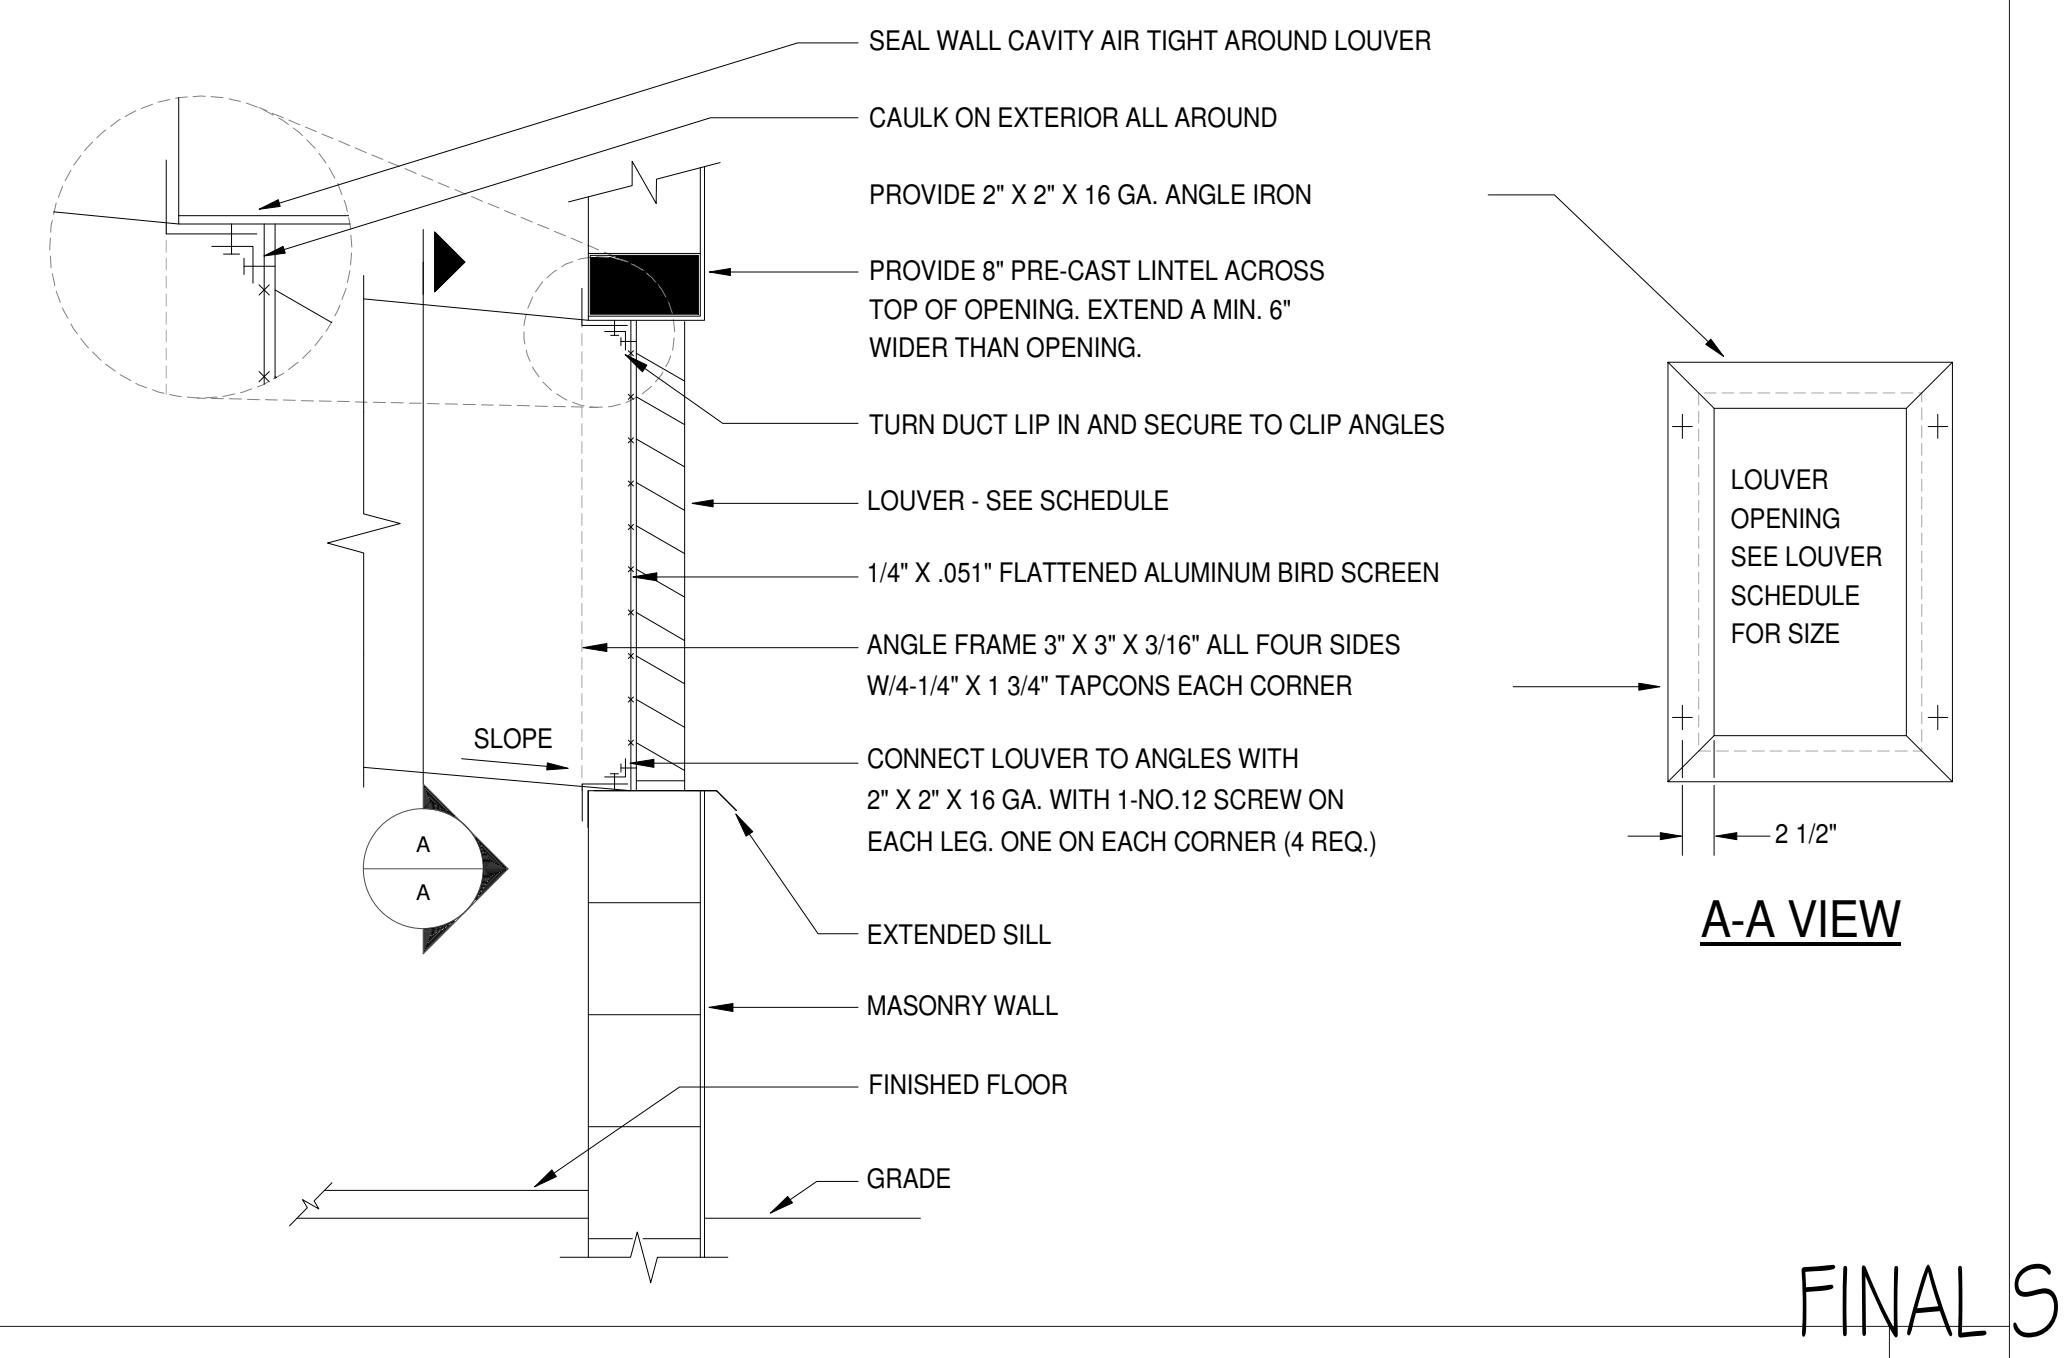 SEAL WALL CAVITY AIR TIGHT AROUND LOUVER
CAULK ON EXTERIOR ALL AROUND
PROVIDE 2" X 2" X 16 GA. ANGLE IRON
PROVIDE 8" PRE-CAST LINTEL ACROSS
TOP OF OPENING. EXTEND A MIN. 6"
WIDER THAN OPENING.
TURN DUCT LIP IN AND SECURE TO CLIP ANGLES
LOUVER - SEE SCHEDULE
1/4" X .051" FLATTENED ALUMINUM BIRD SCREEN
ANGLE FRAME 3" X 3" X 3/16" ALL FOUR SIDES
W/4-1/4" X 1 3/4" TAPCONS EACH CORNER
SLOPE
CONNECT LOUVER TO ANGLES WITH
2" X 2" X 16 GA. WITH 1-NO.12 SCREW ON
EACH LEG. ONE ON EACH CORNER (4 REQ.)
A
A
EXTENDED SILL
MASONRY WALL
FINISHED FLOOR
GRADE
LOUVER
OPENING
SEE LOUVER
SCHEDULE
FOR SIZE
2 1/2"
A-A VIEW
FINAL S